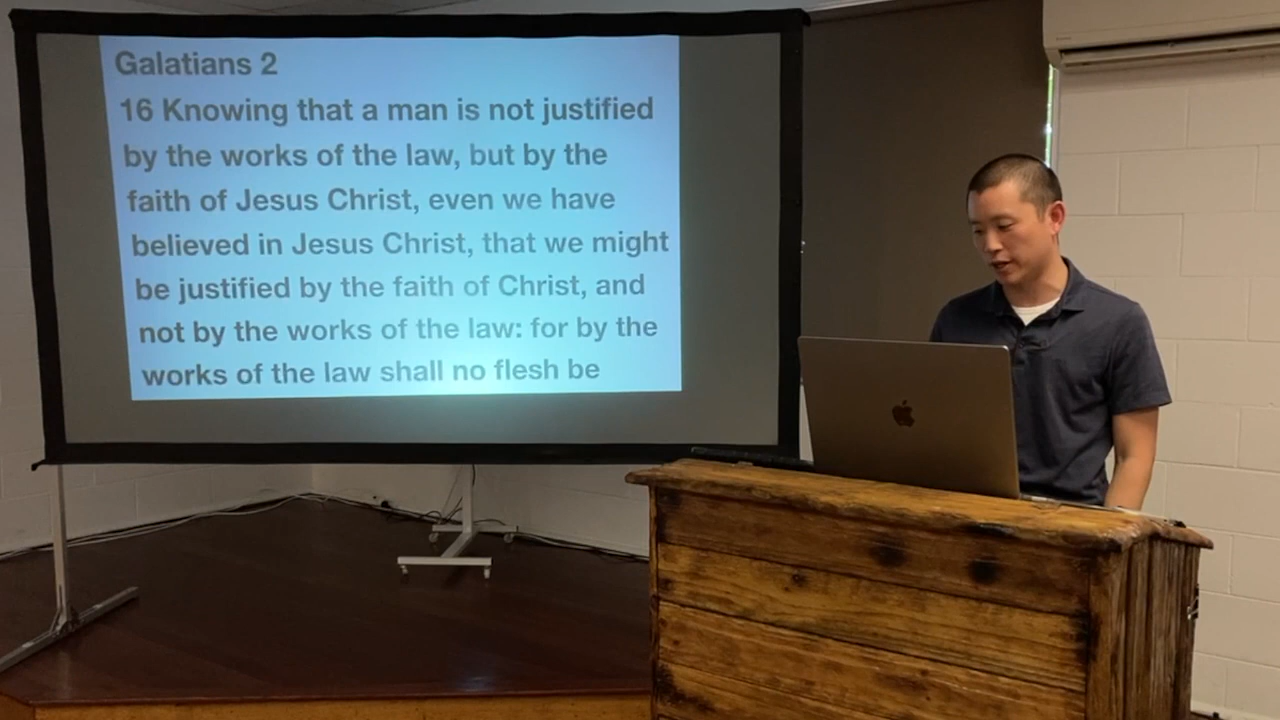 Galatians 2
16 Knowing that a man is not justified
by the works of the law, but by the
faith of Jesus Christ, even we have
believed in Jesus Christ, that we might
be justified by the faith of Christ, and
not by the works of the law: for by the
works of the law shall no flesh be